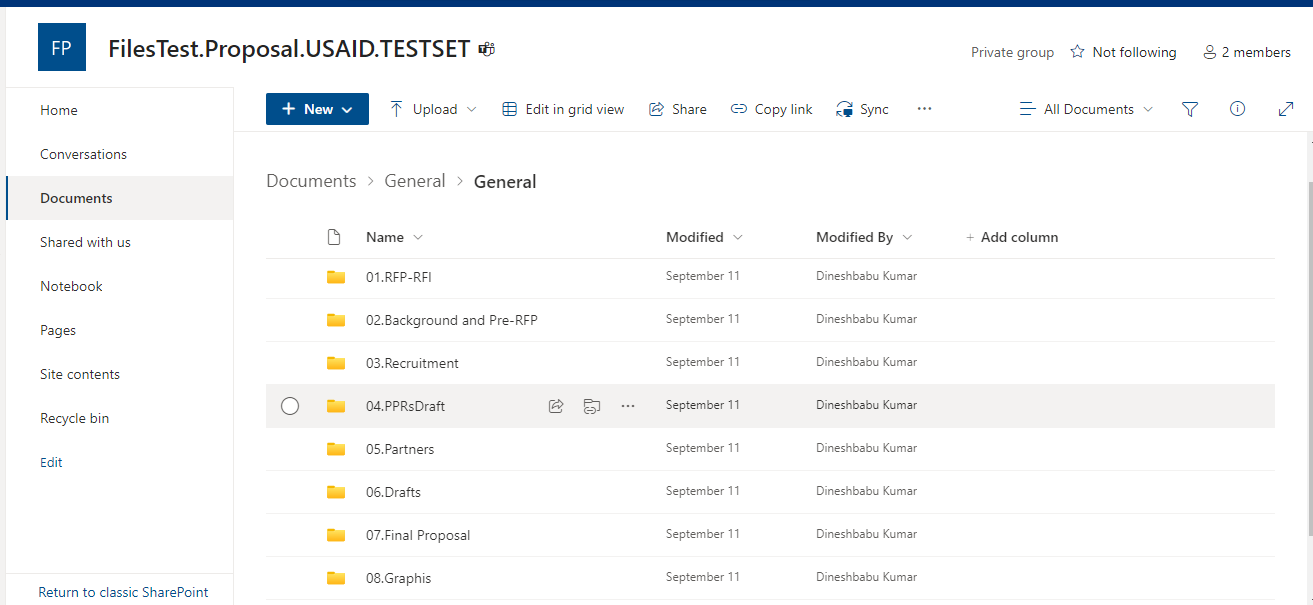 FP
FilesTest.Proposal.USAID.TESTSET
Private group Not following 2 members
Home
Conversations
Documents
Shared with us
Notebook
Pages
Site contents
Recycle bin
Edit
Return to classic SharePoint
+ New Upload Edit in grid view Share Copy link Sync ··· All Documents
Documents > General > General
Name Modified Modified By + Add column
01.RFP-RFI September 11 Dineshbabu Kumar
02.Background and Pre-RFP September 11 Dineshbabu Kumar
03.Recruitment September 11 Dineshbabu Kumar
04.PPRsDraft ··· September 11 Dineshbabu Kumar
05.Partners September 11 Dineshbabu Kumar
06.Drafts September 11 Dineshbabu Kumar
07.Final Proposal September 11 Dineshbabu Kumar
08.Graphis September 11 Dineshbabu Kumar